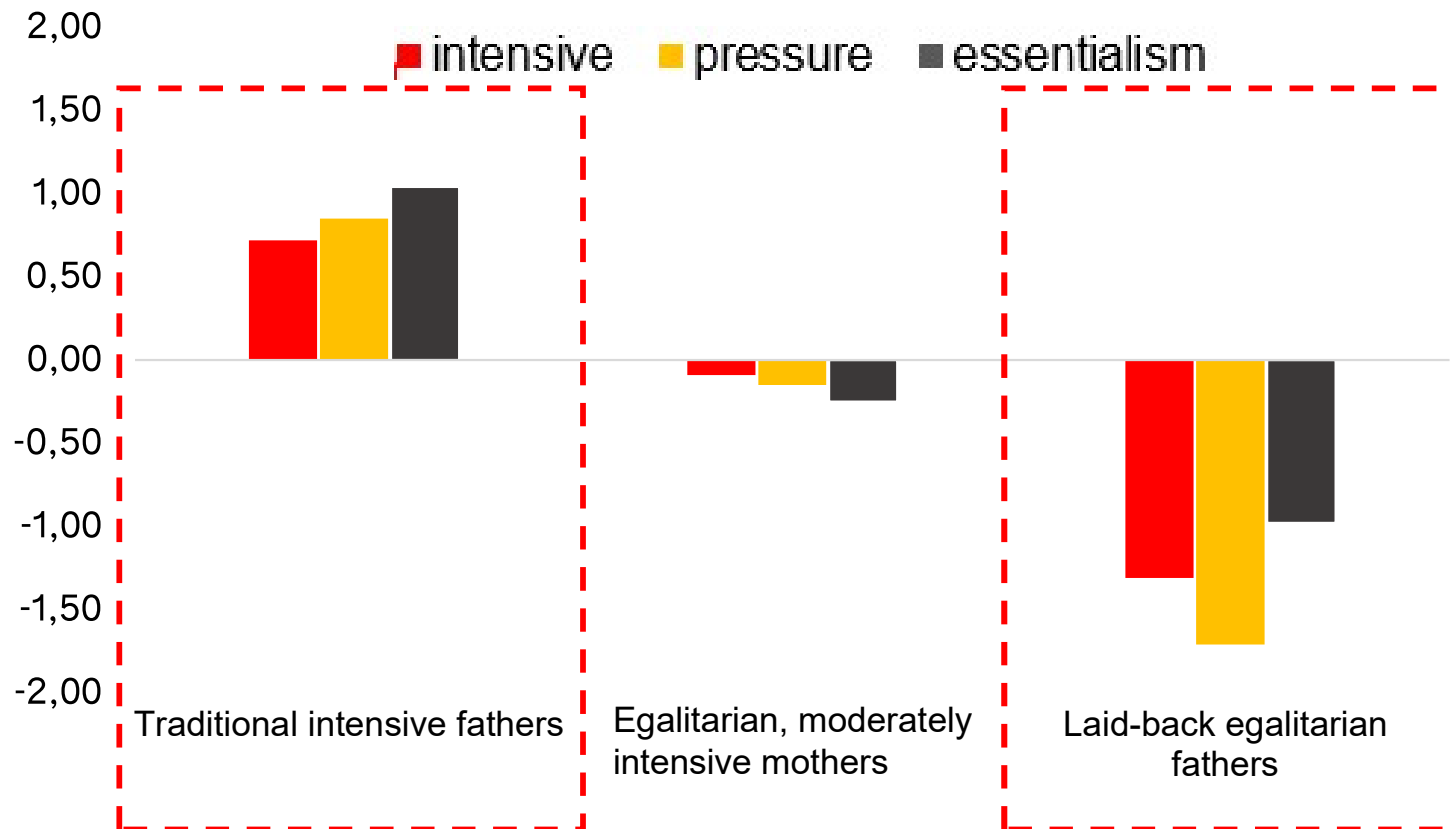 2,00
intensive pressure essentialism
1,50
1,00
0,50
0,00
-0,50
-1,00
-1,50
-2,00
Traditional intensive fathers
Egalitarian, moderately
intensive mothers
Laid-back egalitarian
fathers